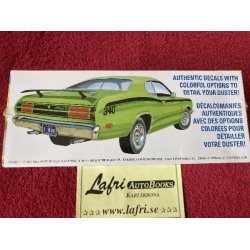 AUTHENTIC DECALS WITH
COLORFUL OPTIONS TO
DETAIL YOUR DUSTER!
DÉCALCOMANIES
AUTHENTIQUES
AVEC DES OPTIONS
COLORÉES POUR
DÉTAILLER
VOTRE DUSTER!
340
Lafri AUTOBOOKS
KARLSKRONA
www.lafri.se